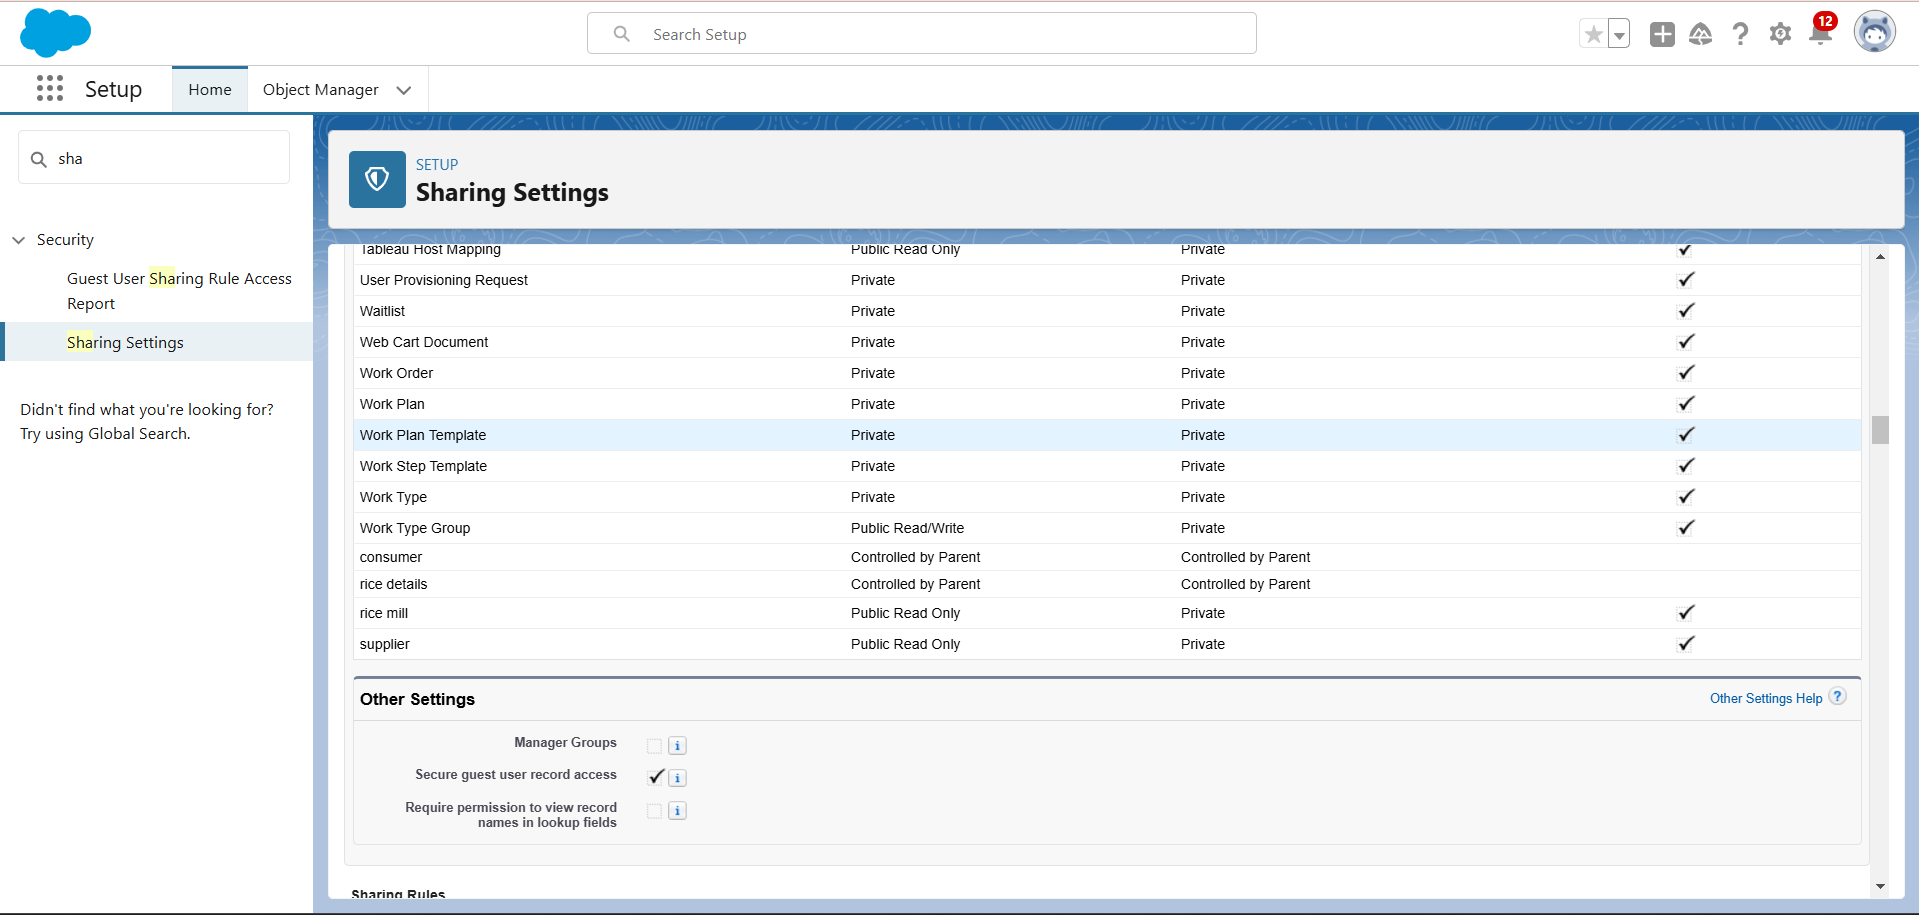 Search Setup
12
Setup
Home
Object Manager
sha
Security
Guest User Sharing Rule Access
Report
Sharing Settings
Didn't find what you're looking for?
Try using Global Search.
SETUP
Sharing Settings
Tableau Host Mapping Public Read Only Private
User Provisioning Request Private Private
Waitlist Private Private
Web Cart Document Private Private
Work Order Private Private
Work Plan Private Private
Work Plan Template Private Private
Work Step Template Private Private
Work Type Private Private
Work Type Group Public Read/Write Private
consumer Controlled by Parent Controlled by Parent
rice details Controlled by Parent Controlled by Parent
rice mill Public Read Only Private
supplier Public Read Only Private
Other Settings
Other Settings Help ?
Manager Groups i
Secure guest user record access i
Require permission to view record
names in lookup fields i
Sharing Rules